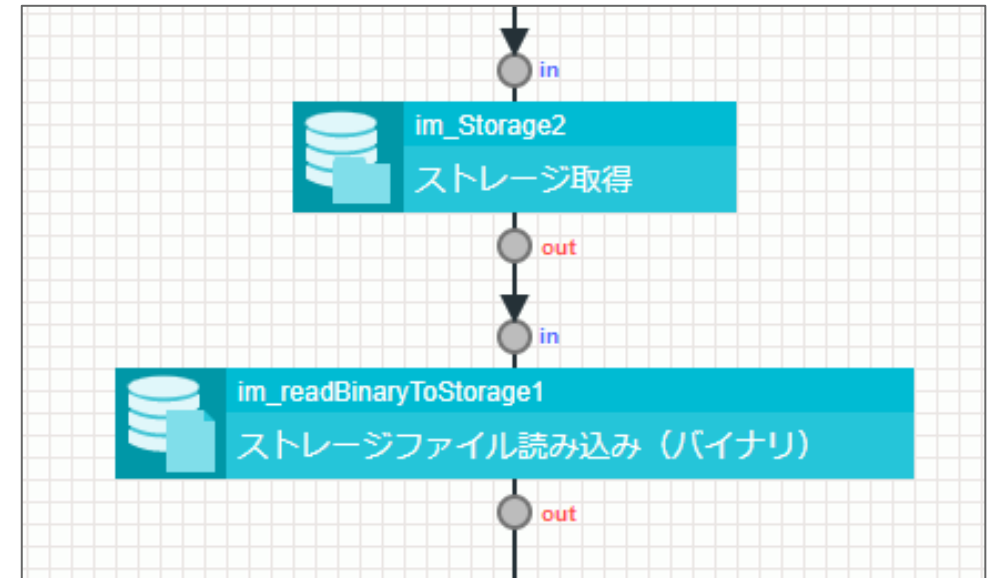 in
im_Storage2
ストレージ取得
out
in
im_readBinaryToStorage1
ストレージファイル読み込み（バイナリ）
out